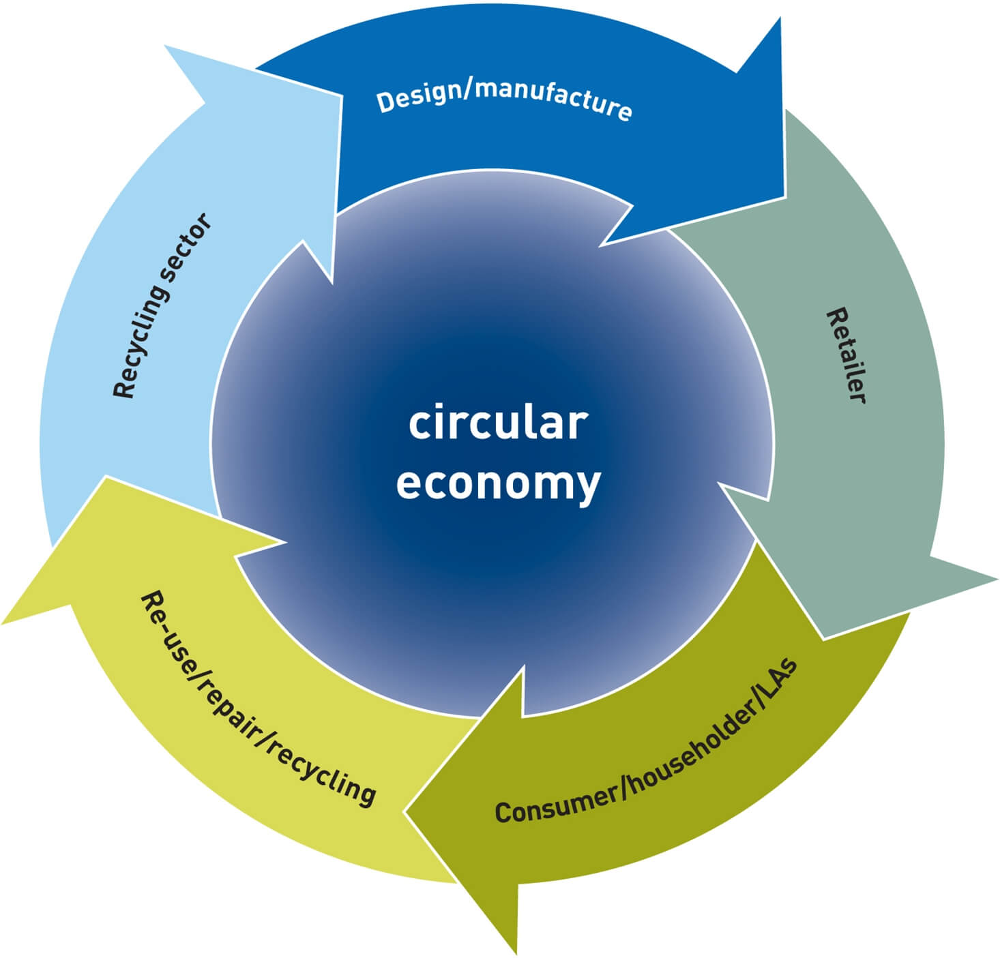 Design/manufacture
Retailer
Consumer/householder/LAs
Re-use/repair/recycling
Recycling sector
circular
economy